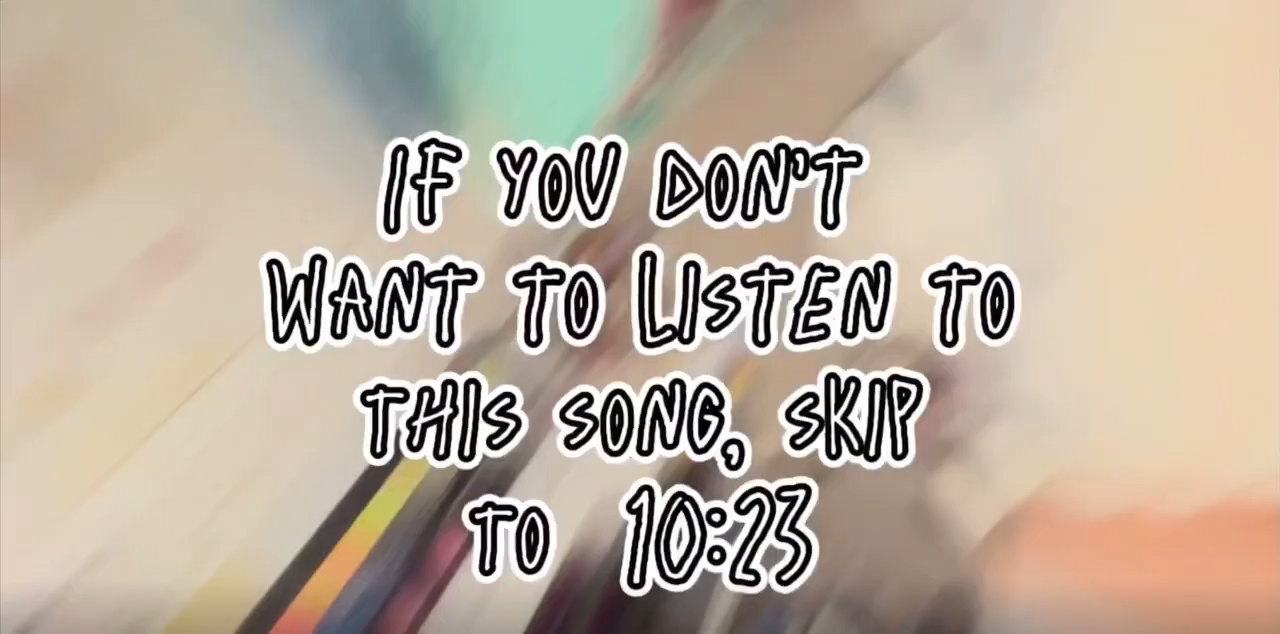 IF YOU DON'T
WANT TO LISTEN TO
THIS SONG, SKIP
TO 10:23